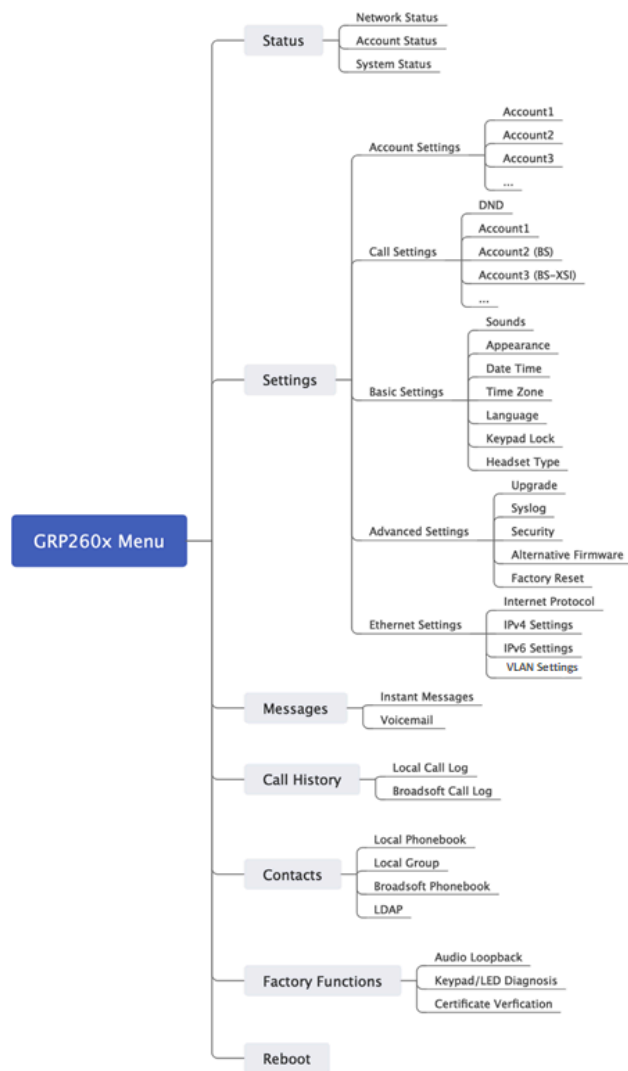 Network Status
Status
Account Status
System Status
Account1
Account2
Account Settings
Account3
...
DND
Account1
Call Settings
Account2 (BS)
Account3 (BS-XSI)
...
Sounds
Appearance
Date Time
Settings
Basic Settings
Time Zone
Language
Keypad Lock
Headset Type
Upgrade
Syslog
GRP260x Menu
Advanced Settings
Security
Alternative Firmware
Factory Reset
Internet Protocol
Ethernet Settings
IPv4 Settings
IPv6 Settings
VLAN Settings
Instant Messages
Messages
Voicemail
Local Call Log
Call History
Broadsoft Call Log
Local Phonebook
Local Group
Contacts
Broadsoft Phonebook
LDAP
Audio Loopback
Factory Functions
Keypad/LED Diagnosis
Certificate Verfication
Reboot